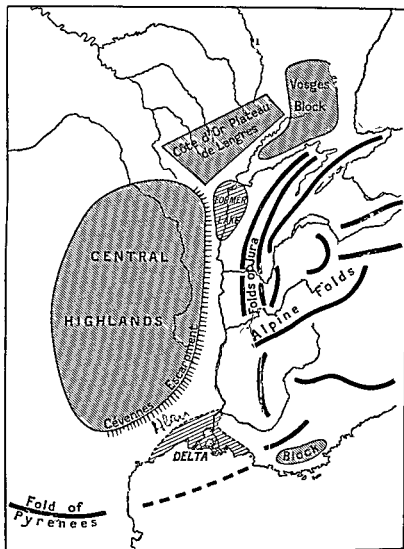 Vosges
Block
Côte d'Or Plateau
de Langres
FORMER
LAKE
CENTRAL
HIGHLANDS
Folds of Jura
Alpine Folds
Cévennes Escarpment
DELTA
Block
Fold of
Pyrenees